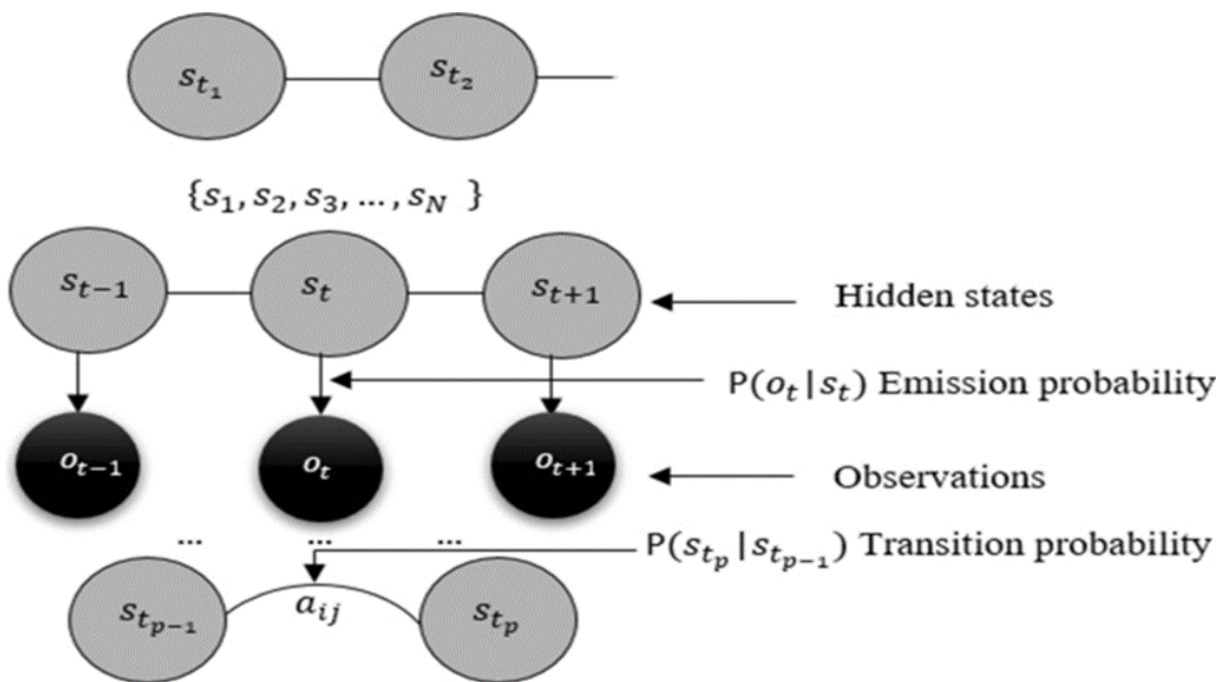 s_{t_1} s_{t_2}
{s_1, s_2, s_3, ..., s_N }
s_{t-1} s_t s_{t+1} Hidden states
P(o_t|s_t) Emission probability
o_{t-1} o_t o_{t+1} Observations
... ... ...
P(s_{t_p}|s_{t_{p-1}}) Transition probability
s_{t_{p-1}} a_{ij} s_{t_p}